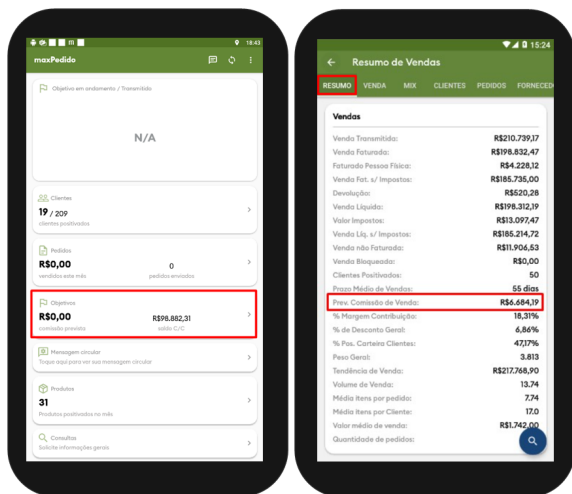 18:43
maxPedido
Objetivo em andamento / Transmitido
N/A
Clientes
19 / 209
clientes positivados
Pedidos
R$0,00 0
vendidos este mês pedidos enviados
Objetivos
R$0,00 R$98.882,31
comissão prevista saldo C/C
Mensagem circular
Toque aqui para ver sua mensagem circular
Produtos
31
Produtos positivados no mês
Consultas
Solicite informações gerais
15:24
Resumo de Vendas
RESUMO VENDA MIX CLIENTES PEDIDOS FORNECED
Vendas
Venda Transmitida: R$210.739,17
Venda Faturada: R$198.832,47
Faturado Pessoa Física: R$4.228,12
Venda Fat. s/ Impostos: R$185.735,00
Devolução: R$520,28
Venda Líquida: R$198.312,19
Valor Impostos: R$13.097,47
Venda Líq. s/ Impostos: R$185.214,72
Venda não Faturada: R$11.906,53
Venda Bloqueada: R$0,00
Clientes Positivados: 50
Prazo Médio de Vendas: 55 dias
Prev. Comissão de Venda: R$6.684,19
% Margem Contribuição: 18,31%
% de Desconto Geral: 6,86%
% Pos. Carteira Clientes: 47,17%
Peso Geral: 3.813
Tendência de Venda: R$217.768,90
Volume de Venda: 13.74
Média Itens por pedido: 7.74
Média Itens por Cliente: 17.0
Valor médio de venda: R$1.742,00
Quantidade de pedidos: